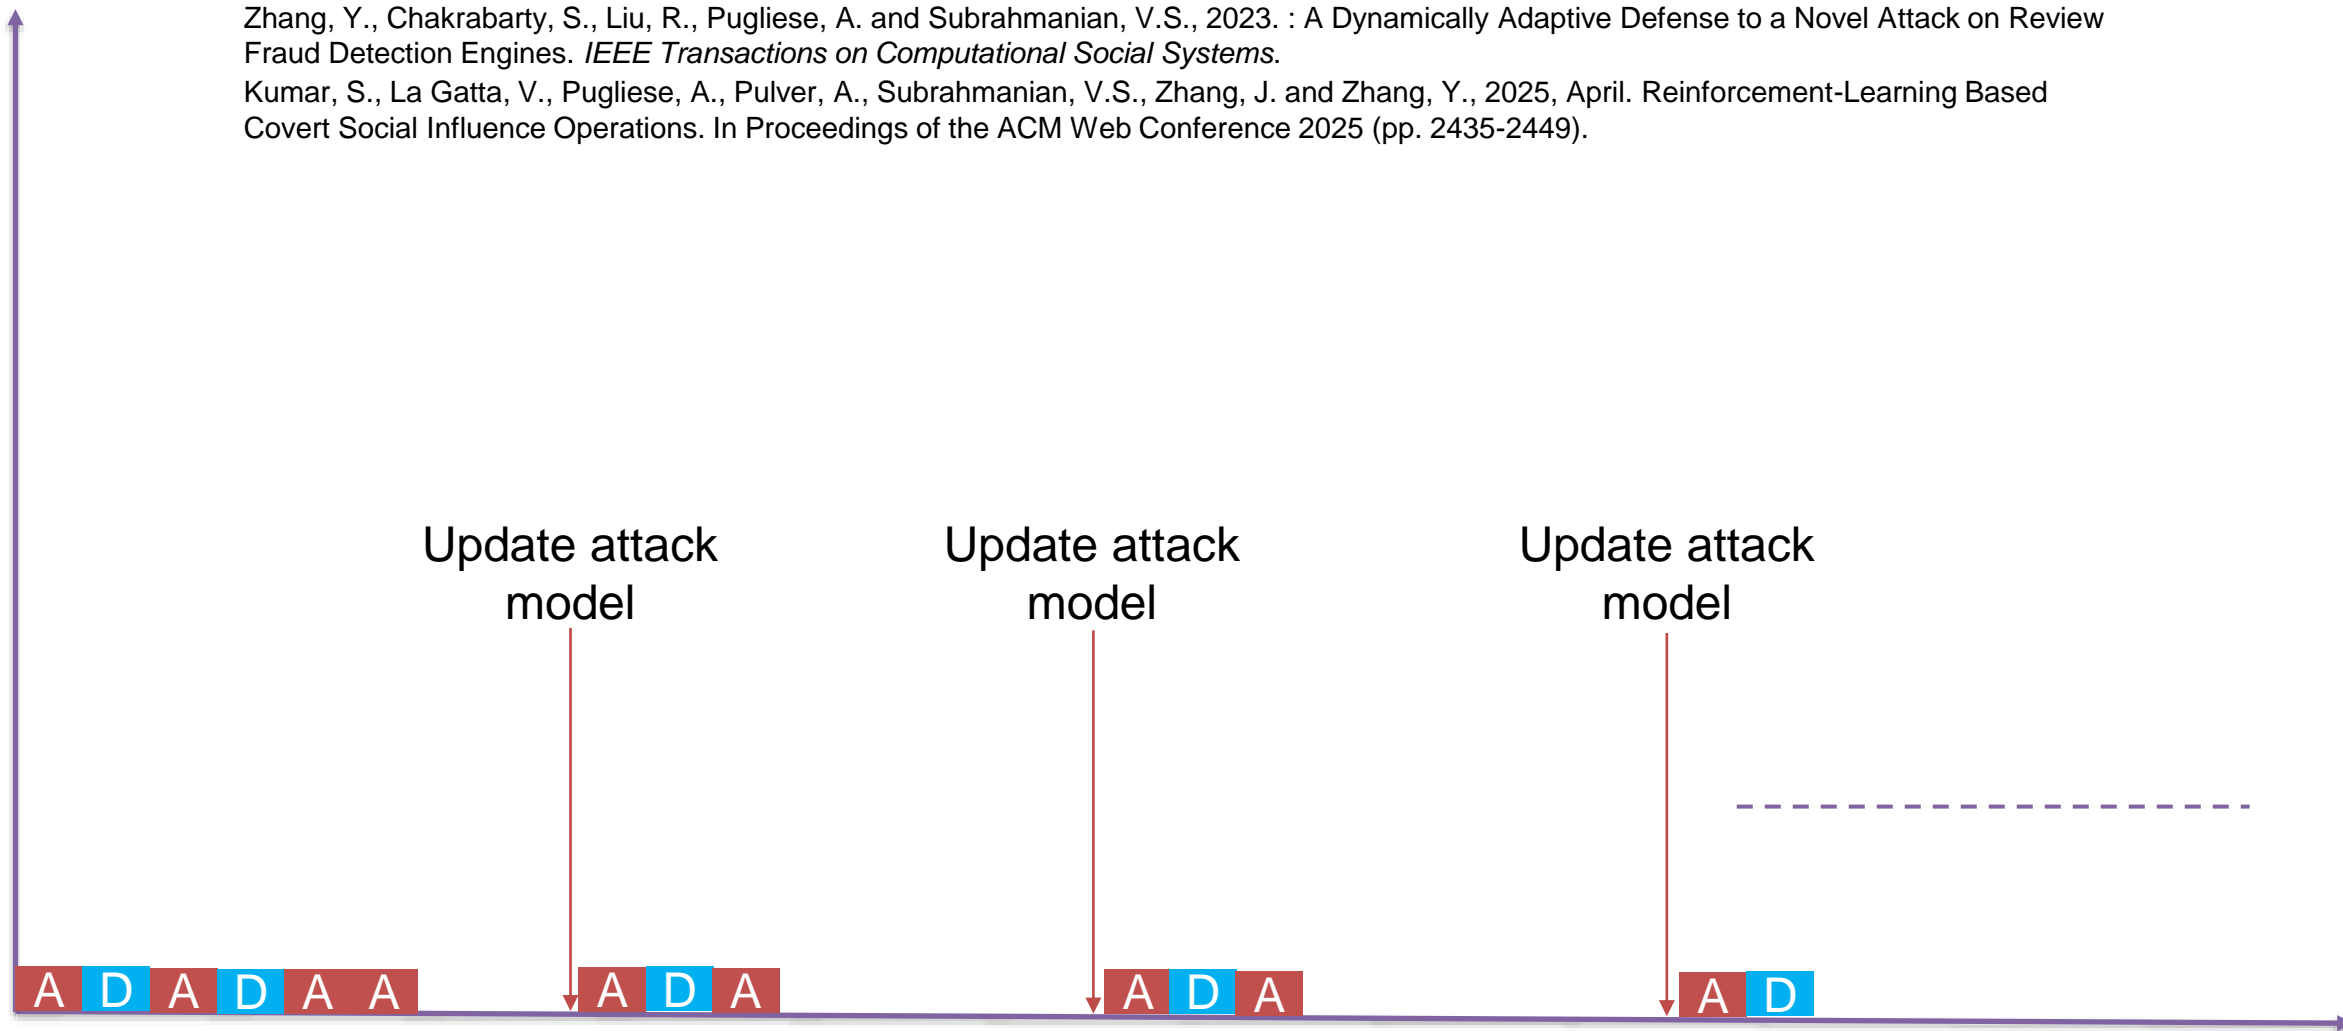 Zhang, Y., Chakrabarty, S., Liu, R., Pugliese, A. and Subrahmanian, V.S., 2023. : A Dynamically Adaptive Defense to a Novel Attack on Review
Fraud Detection Engines. IEEE Transactions on Computational Social Systems.
Kumar, S., La Gatta, V., Pugliese, A., Pulver, A., Subrahmanian, V.S., Zhang, J. and Zhang, Y., 2025, April. Reinforcement-Learning Based
Covert Social Influence Operations. In Proceedings of the ACM Web Conference 2025 (pp. 2435-2449).
Update attack
model
Update attack
model
Update attack
model
A D A D A A
A D A
A D A
A D